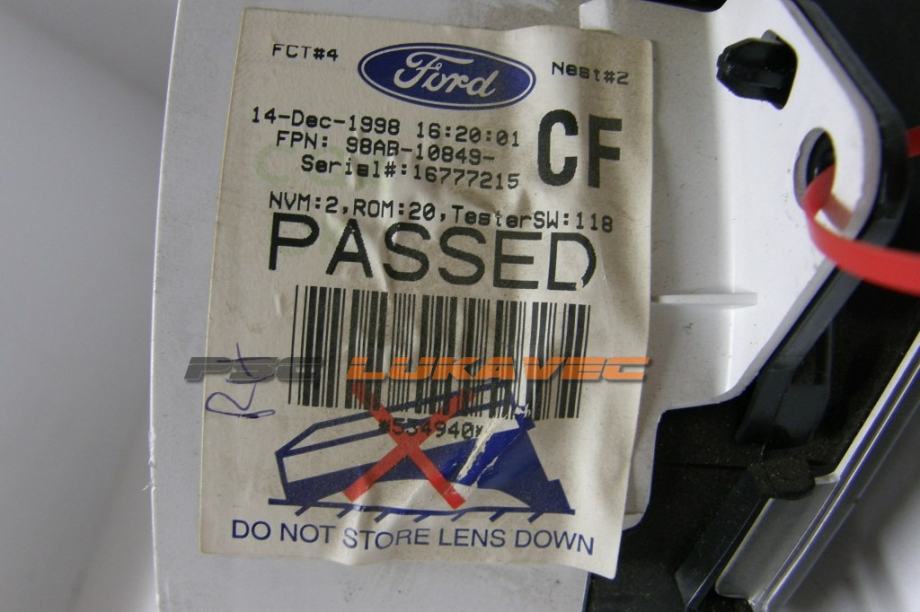 FCT#4 Ford Nest#2
14-Dec-1998 16:20:01 CF
FPN: 98AB-10849-
Serial#:16777215
NVM:2,ROM:20,TesterSW:118
PASSED
PSC LUKAVEC
*534940*
DO NOT STORE LENS DOWN